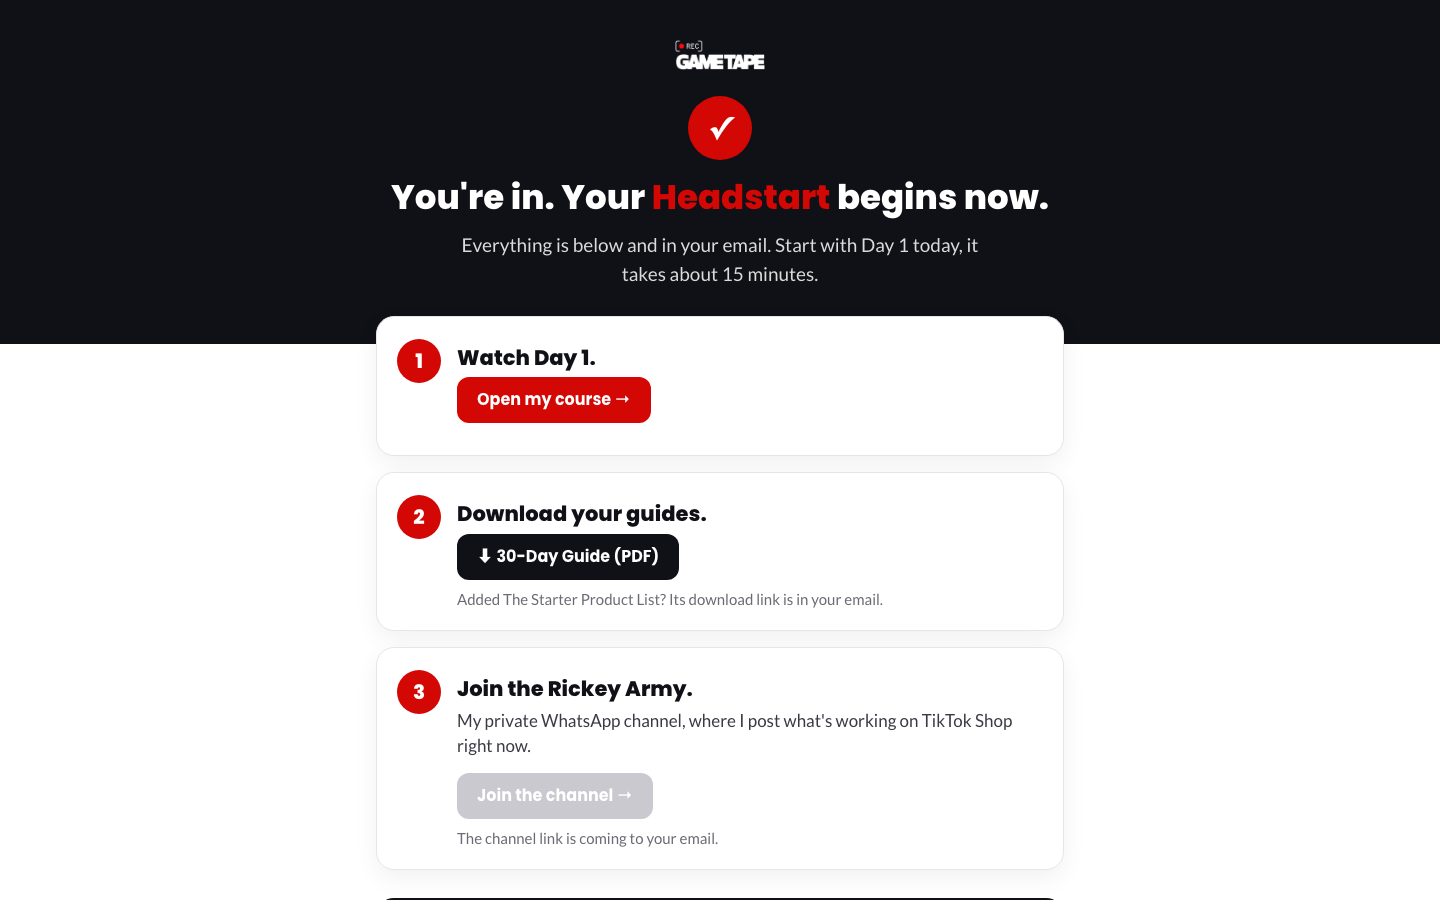 REC
GAMETAPE
✓
You're in. Your Headstart begins now.
Everything is below and in your email. Start with Day 1 today, it
takes about 15 minutes.
1
Watch Day 1.
Open my course →
2
Download your guides.
⬇ 30-Day Guide (PDF)
Added The Starter Product List? Its download link is in your email.
3
Join the Rickey Army.
My private WhatsApp channel, where I post what's working on TikTok Shop
right now.
Join the channel →
The channel link is coming to your email.